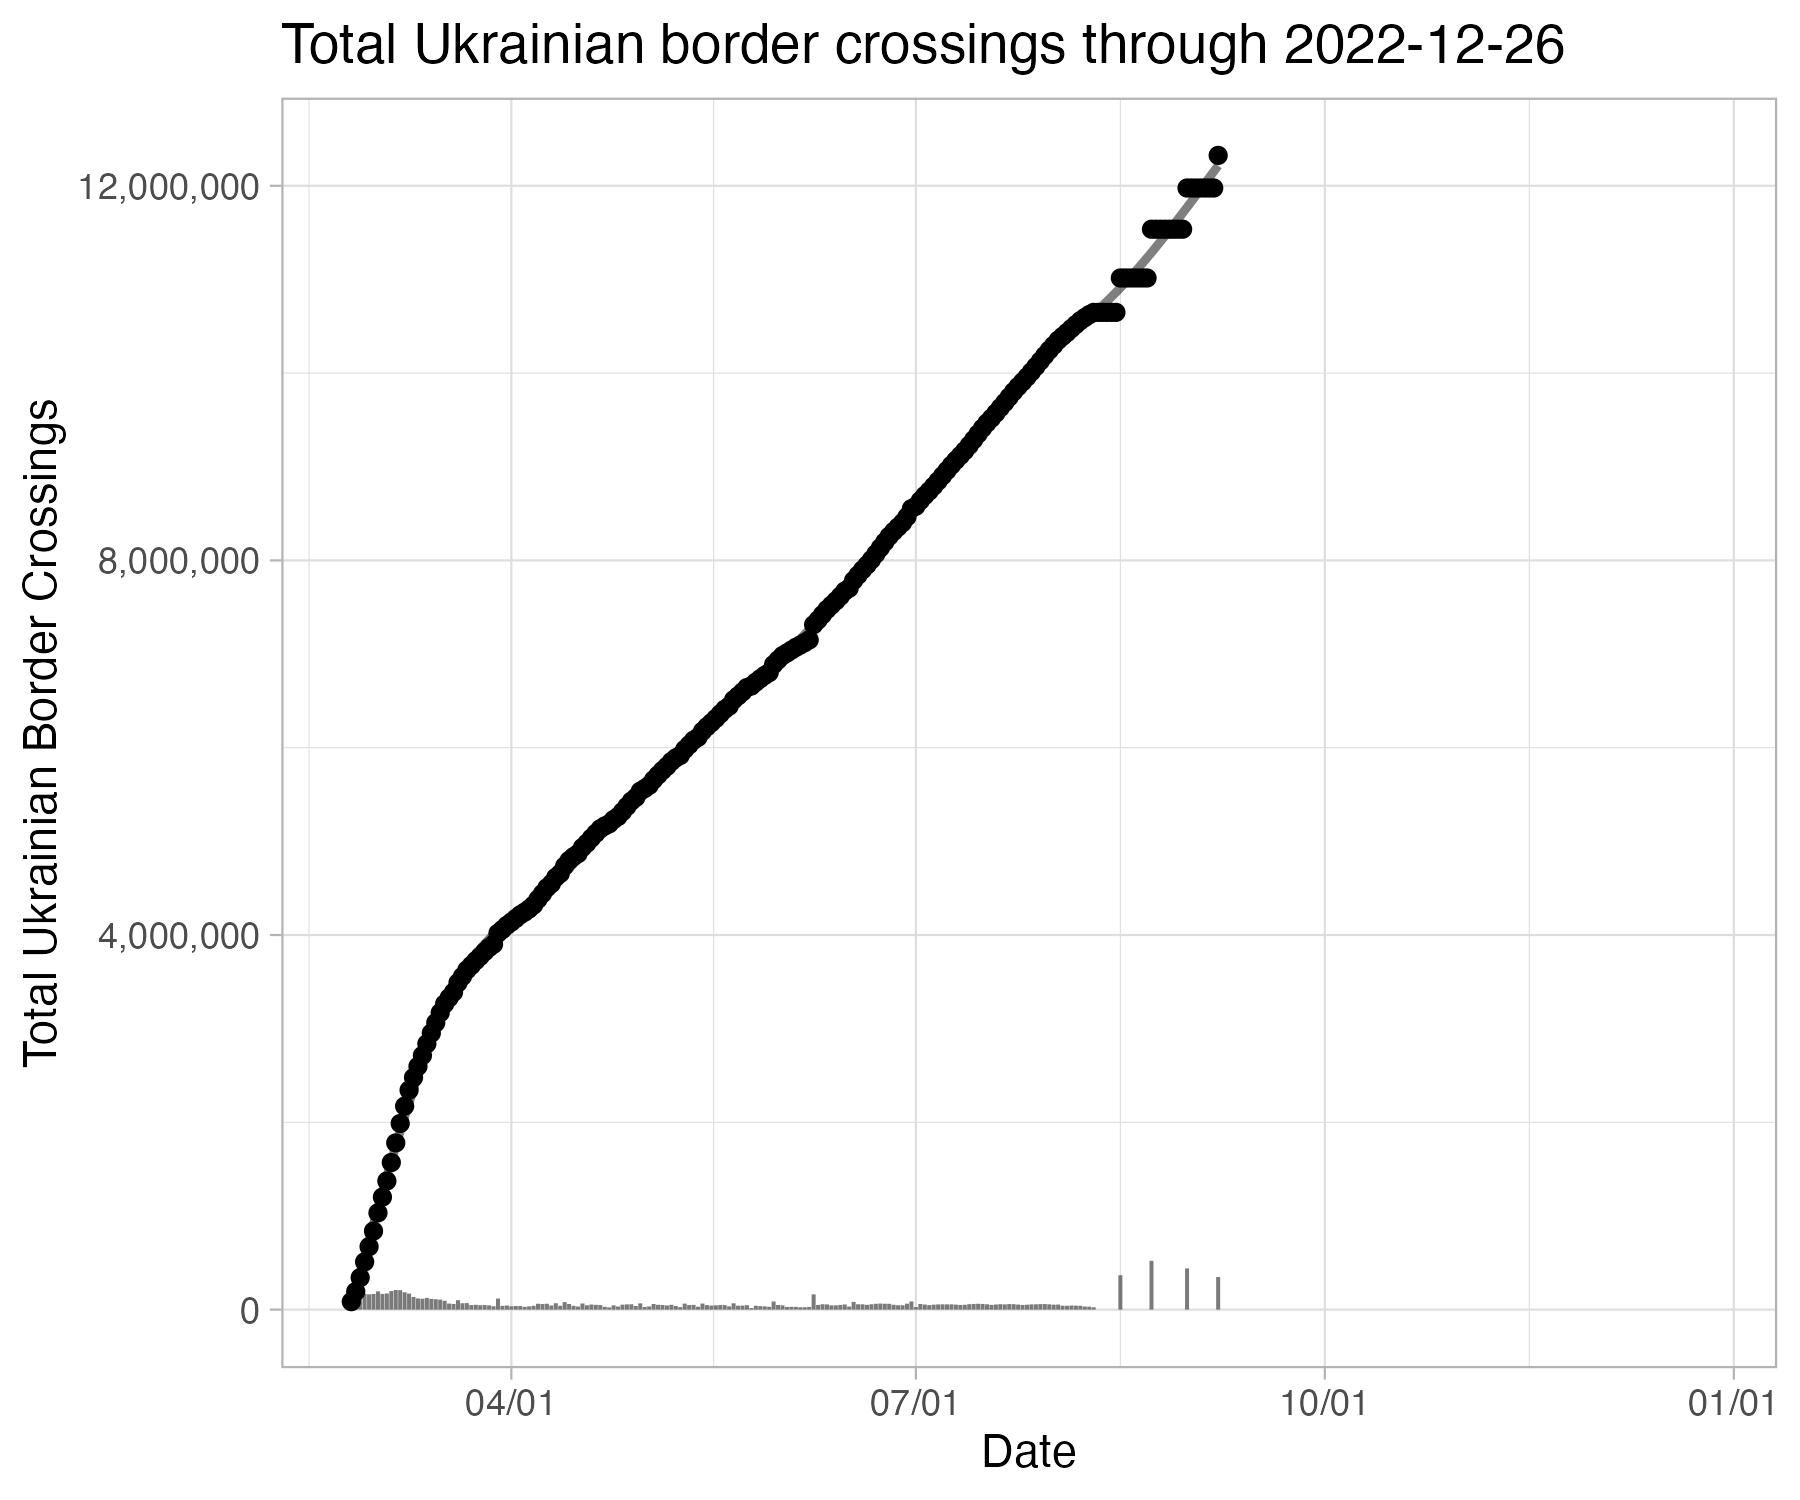 Total Ukrainian border crossings through 2022-12-26
Total Ukrainian Border Crossings
12,000,000
8,000,000
4,000,000
0
04/01
07/01
10/01
01/01
Date